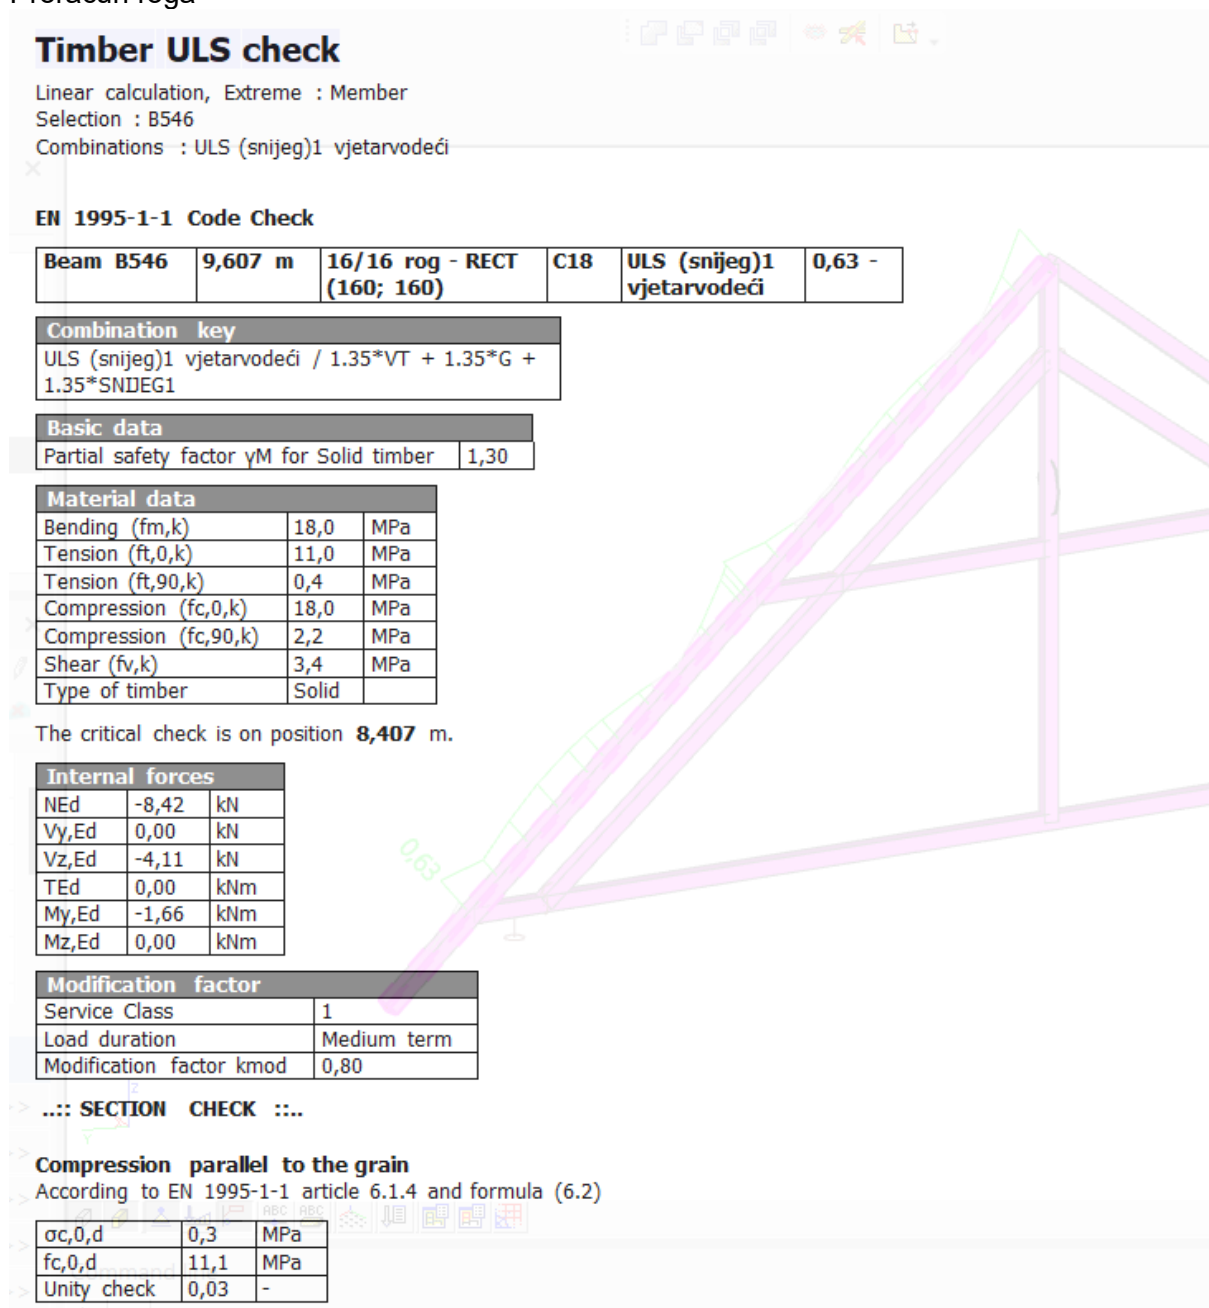 Timber ULS check
Linear calculation, Extreme : Member
Selection : B546
Combinations : ULS (snijeg)1 vjetarvodeći
EN 1995-1-1 Code Check
Beam B546 9,607 m 16/16 rog - RECT (160; 160) C18 ULS (snijeg)1 vjetarvodeći 0,63 -
Combination key
ULS (snijeg)1 vjetarvodeći / 1.35*VT + 1.35*G +
1.35*SNIJEG1
Basic data
Partial safety factor γM for Solid timber 1,30
Material data
Bending (fm,k) 18,0 MPa
Tension (ft,0,k) 11,0 MPa
Tension (ft,90,k) 0,4 MPa
Compression (fc,0,k) 18,0 MPa
Compression (fc,90,k) 2,2 MPa
Shear (fv,k) 3,4 MPa
Type of timber Solid
The critical check is on position 8,407 m.
Internal forces
NEd -8,42 kN
Vy,Ed 0,00 kN
Vz,Ed -4,11 kN
TEd 0,00 kNm
My,Ed -1,66 kNm
Mz,Ed 0,00 kNm
0,63
Modification factor
Service Class 1
Load duration Medium term
Modification factor kmod 0,80
..:: SECTION CHECK ::..
Compression parallel to the grain
According to EN 1995-1-1 article 6.1.4 and formula (6.2)
σc,0,d 0,3 MPa
fc,0,d 11,1 MPa
Unity check 0,03 -